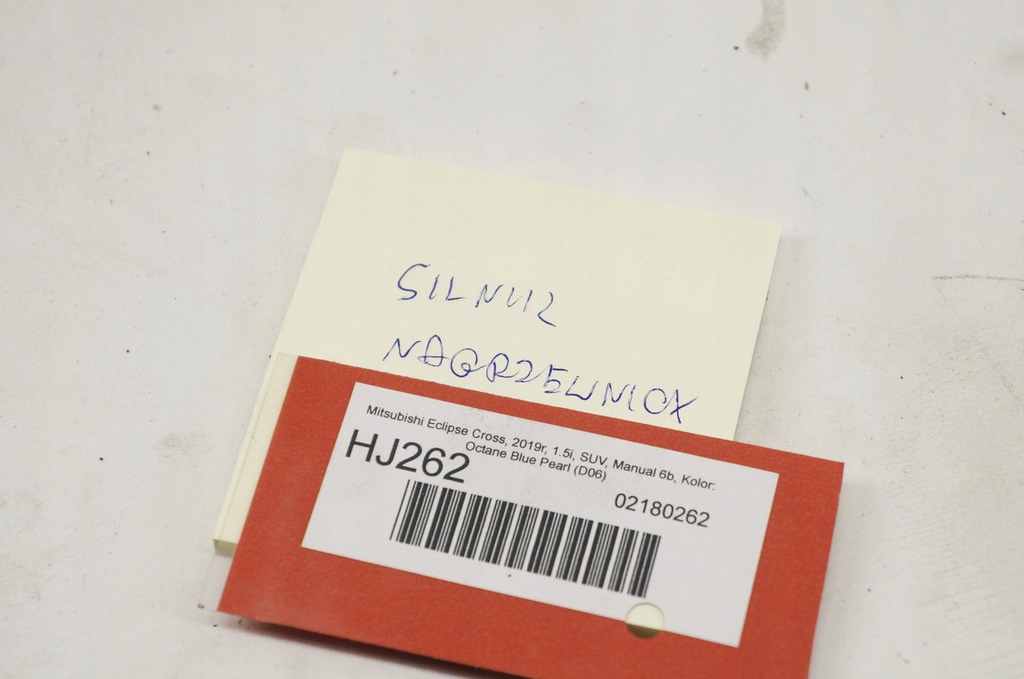 SILNIK
NAGRZEWNICY
Mitsubishi Eclipse Cross, 2019r, 1.5i, SUV, Manual 6b, Kolor:
Octane Blue Pearl (D06)
HJ262
02180262